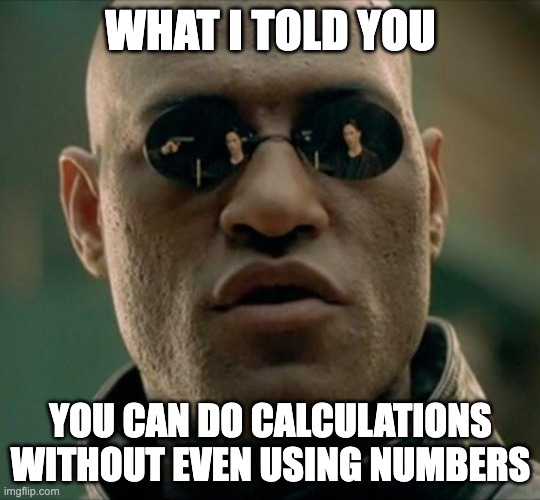 WHAT I TOLD YOU
YOU CAN DO CALCULATIONS
WITHOUT EVEN USING NUMBERS
imgflip.com